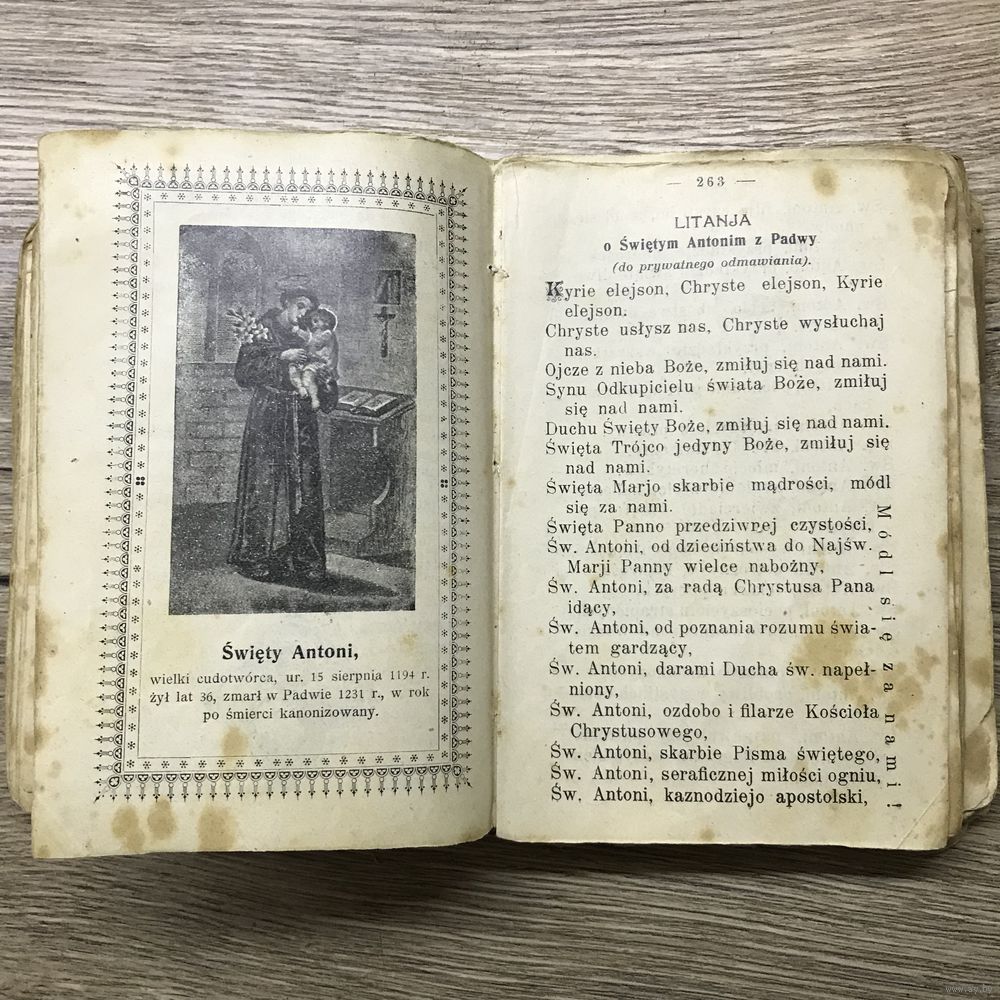 Święty Antoni,
wielki cudotwórca, ur. 15 sierpnia 1194 r.
żył lat 36, zmarł w Padwie 1231 r., w rok
po śmierci kanonizowany.
— 263 —
LITANJA
o Świętym Antonim z Padwy
(do prywatnego odmawiania).
Kyrie elejson, Chryste elejson, Kyrie
elejson.
Chryste usłysz nas, Chryste wysłuchaj
nas.
Ojcze z nieba Boże, zmiłuj się nad nami.
Synu Odkupicielu świata Boże, zmiłuj
się nad nami.
Duchu Święty Boże, zmiłuj się nad nami.
Święta Trójco jedyny Boże, zmiłuj się
nad nami.
Święta Marjo skarbie mądrości, módl
się za nami.
Święta Panno przedziwnej czystości,
Św. Antoni, od dzieciństwa do Najśw.
Marji Panny wielce nabożny,
Św. Antoni, za radą Chrystusa Pana
idący,
Św. Antoni, od poznania rozumu świa-
tem gardzący,
Św. Antoni, darami Ducha św. napeł-
niony,
Św. Antoni, ozdobo i filarze Kościoła
Chrystusowego,
Św. Antoni, skarbie Pisma świętego,
Św. Antoni, seraficznej miłości ogniu,
Św. Antoni, kaznodziejo apostolski,
Módl się za nami!
www.ay.by